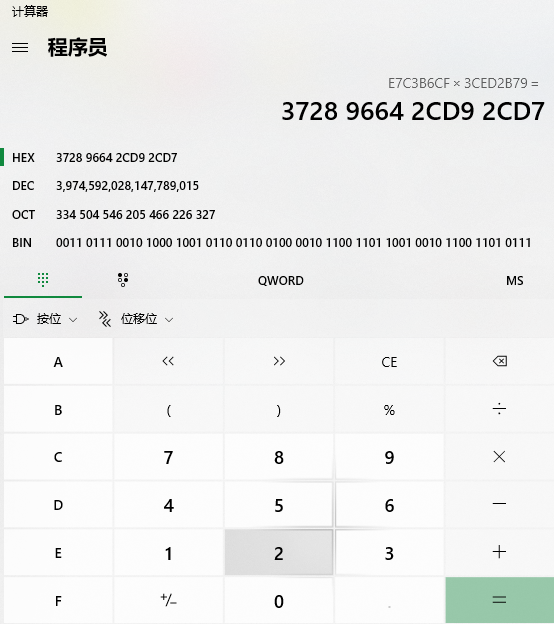 计算器
程序员
E7C3B6CF × 3CED2B79 =
3728 9664 2CD9 2CD7
HEX 3728 9664 2CD9 2CD7
DEC 3,974,592,028,147,789,015
OCT 334 504 546 205 466 226 327
BIN 0011 0111 0010 1000 1001 0110 0110 0100 0010 1100 1101 1001 0010 1100 1101 0111
QWORD MS
按位 位移位
A << >> CE
B ( ) % ÷
C 7 8 9 ×
D 4 5 6 −
E 1 2 3 +
F +/− 0 . =